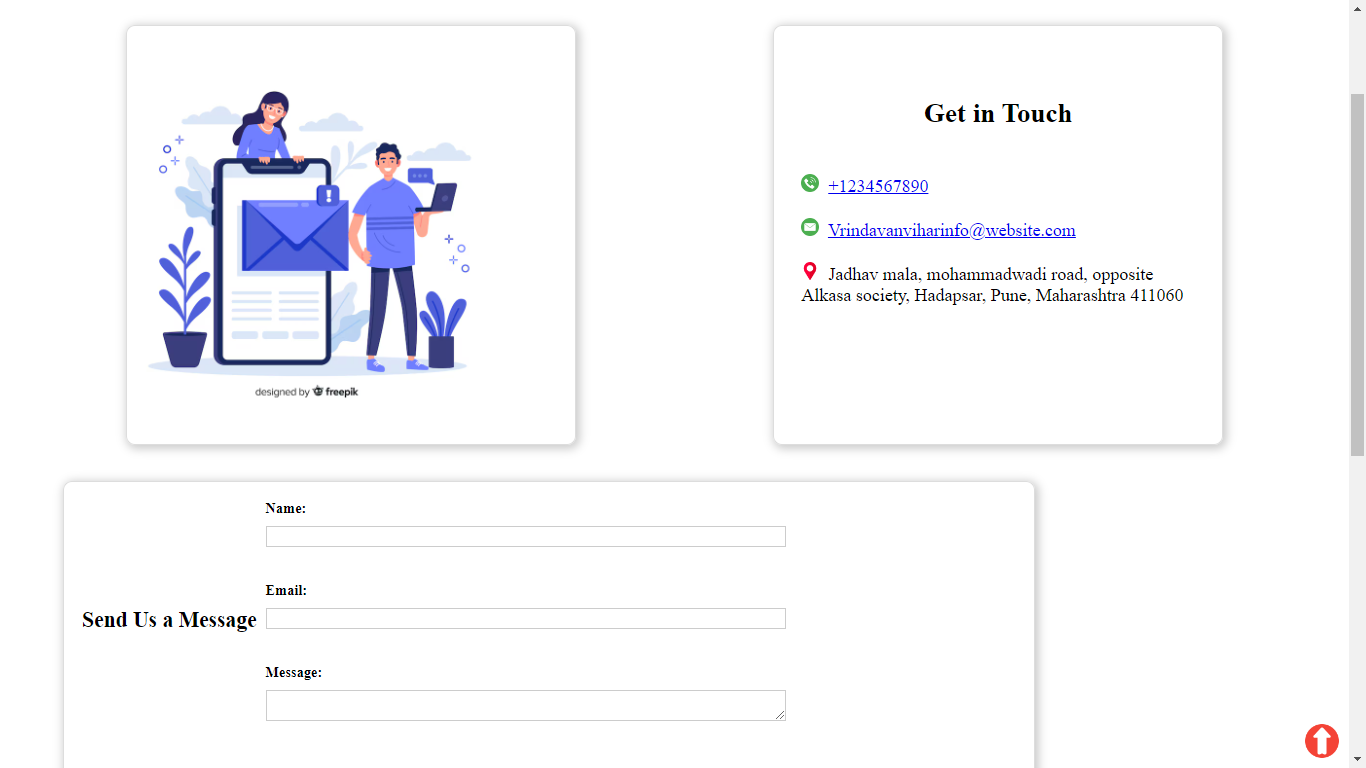 designed by freepik
Get in Touch
+1234567890
Vrindavanviharinfo@website.com
Jadhav mala, mohammadwadi road, opposite
Alkasa society, Hadapsar, Pune, Maharashtra 411060
Name:
Email:
Send Us a Message
Message: